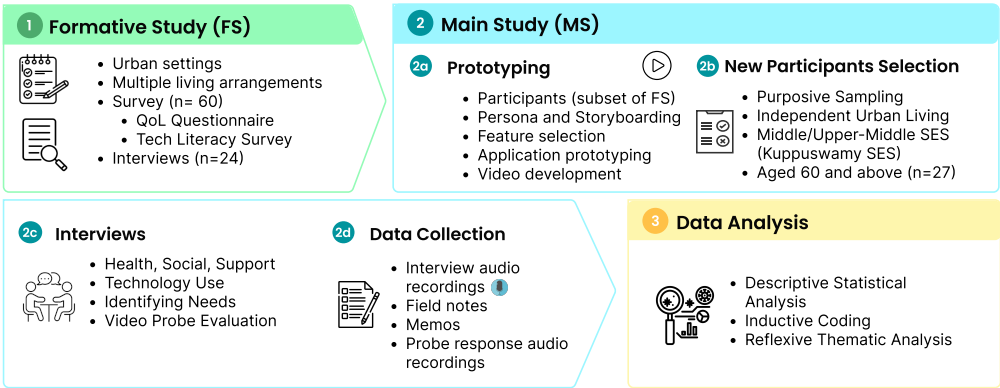 1 Formative Study (FS)
Urban settings
Multiple living arrangements
Survey (n= 60)
QoL Questionnaire
Tech Literacy Survey
Interviews (n=24)
2 Main Study (MS)
2a Prototyping
Participants (subset of FS)
Persona and Storyboarding
Feature selection
Application prototyping
Video development
2b New Participants Selection
Purposive Sampling
Independent Urban Living
Middle/Upper-Middle SES
(Kuppuswamy SES)
Aged 60 and above (n=27)
2c Interviews
Health, Social, Support
Technology Use
Identifying Needs
Video Probe Evaluation
2d Data Collection
Interview audio
recordings
Field notes
Memos
Probe response audio
recordings
3 Data Analysis
Descriptive Statistical
Analysis
Inductive Coding
Reflexive Thematic Analysis